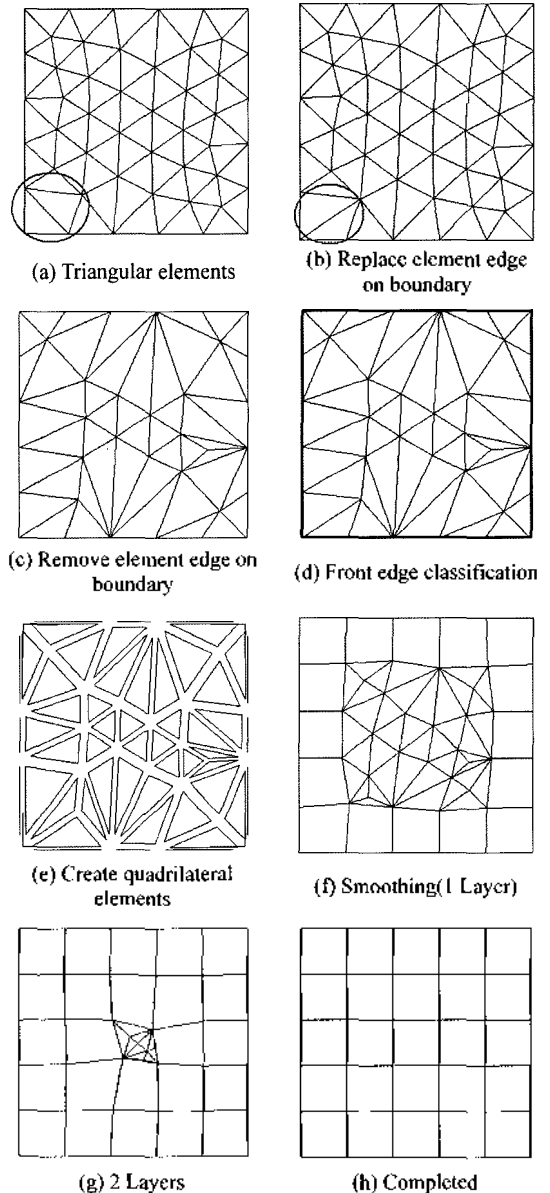 (a) Triangular elements
(b) Replace element edge
on boundary
(c) Remove element edge on
boundary
(d) Front edge classification
(e) Create quadrilateral
elements
(f) Smoothing(1 Layer)
(g) 2 Layers
(h) Completed